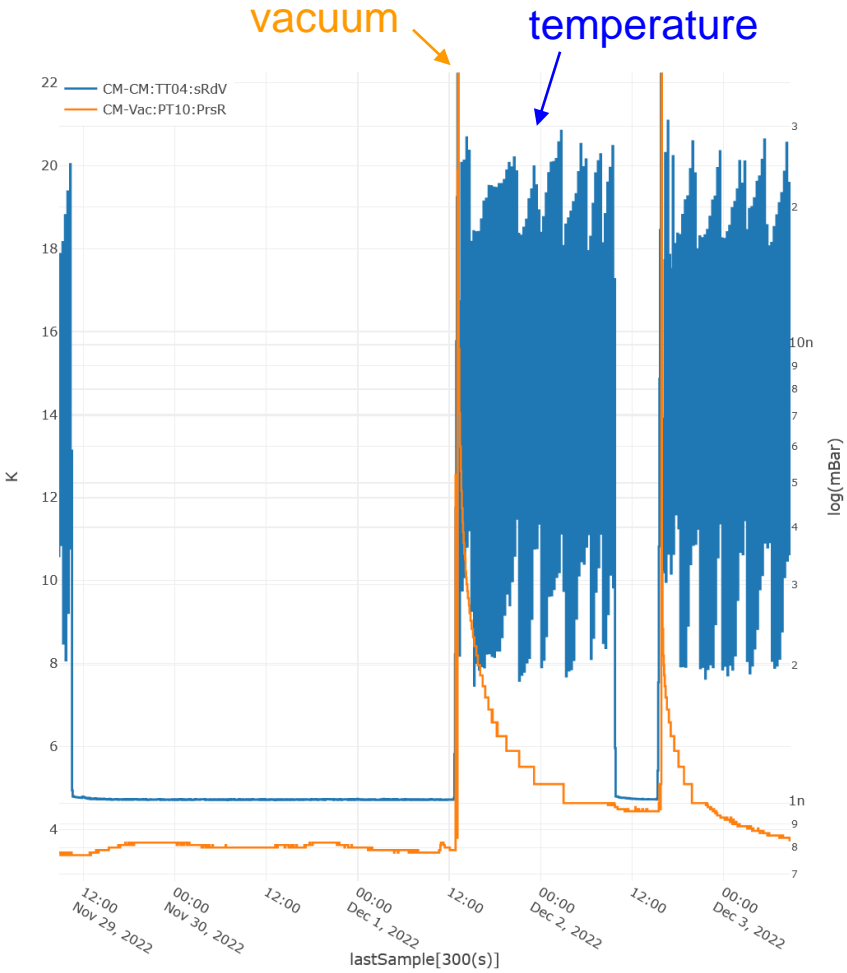 vacuum
temperature
CM-CM:TT04:sRdV
CM-Vac:PT10:PrsR
22
20
18
16
14
12
10
8
6
4
K
3
2
10n
9
8
7
6
5
4
3
2
1n
9
8
7
log(mBar)
12:00
Nov 29, 2022
00:00
Nov 30, 2022
12:00
00:00
Dec 1, 2022
12:00
00:00
Dec 2, 2022
12:00
00:00
Dec 3, 2022
lastSample[300(s)]